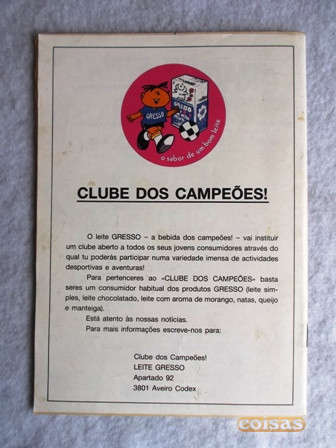 GRESSO
GRESSO
o sabor de um bom leite
CLUBE DOS CAMPEÕES!
O leite GRESSO – a bebida dos campeões! – vai instituir
um clube aberto a todos os seus jovens consumidores através do
qual tu poderás participar numa variedade imensa de actividades
desportivas e aventuras!
Para pertenceres ao «CLUBE DOS CAMPEÕES» basta
seres um consumidor habitual dos produtos GRESSO (leite sim-
ples, leite chocolatado, leite com aroma de morango, natas, queijo
e manteiga).
Está atento às nossas notícias.
Para mais informações escreve-nos para:
Clube dos Campeões!
LEITE GRESSO
Apartado 92
3801 Aveiro Codex
coisas